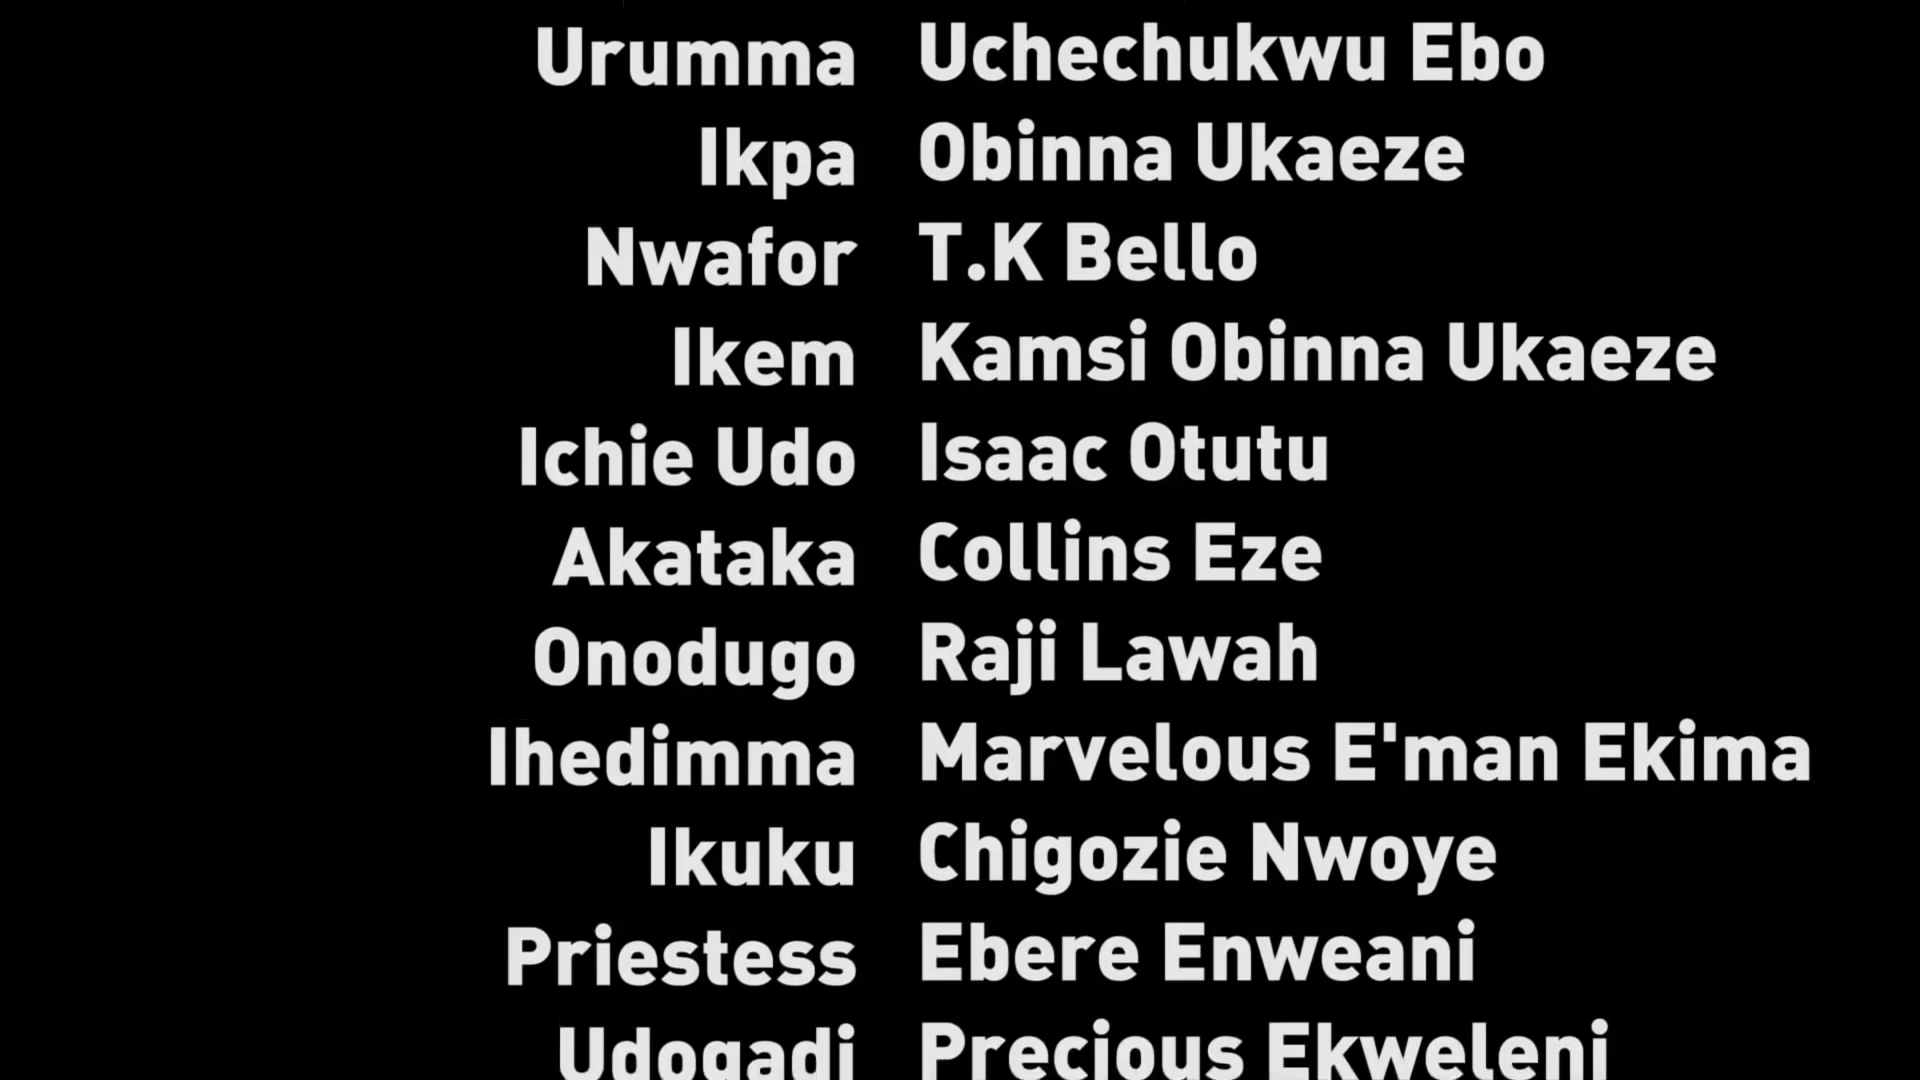 Urumma Uchechukwu Ebo
Ikpa Obinna Ukaeze
Nwafor T.K Bello
Ikem Kamsi Obinna Ukaeze
Ichie Udo Isaac Otutu
Akataka Collins Eze
Onodugo Raji Lawah
Ihedimma Marvelous E'man Ekima
Ikuku Chigozie Nwoye
Priestess Ebere Enweani
Udogadi Precious Ekweleni